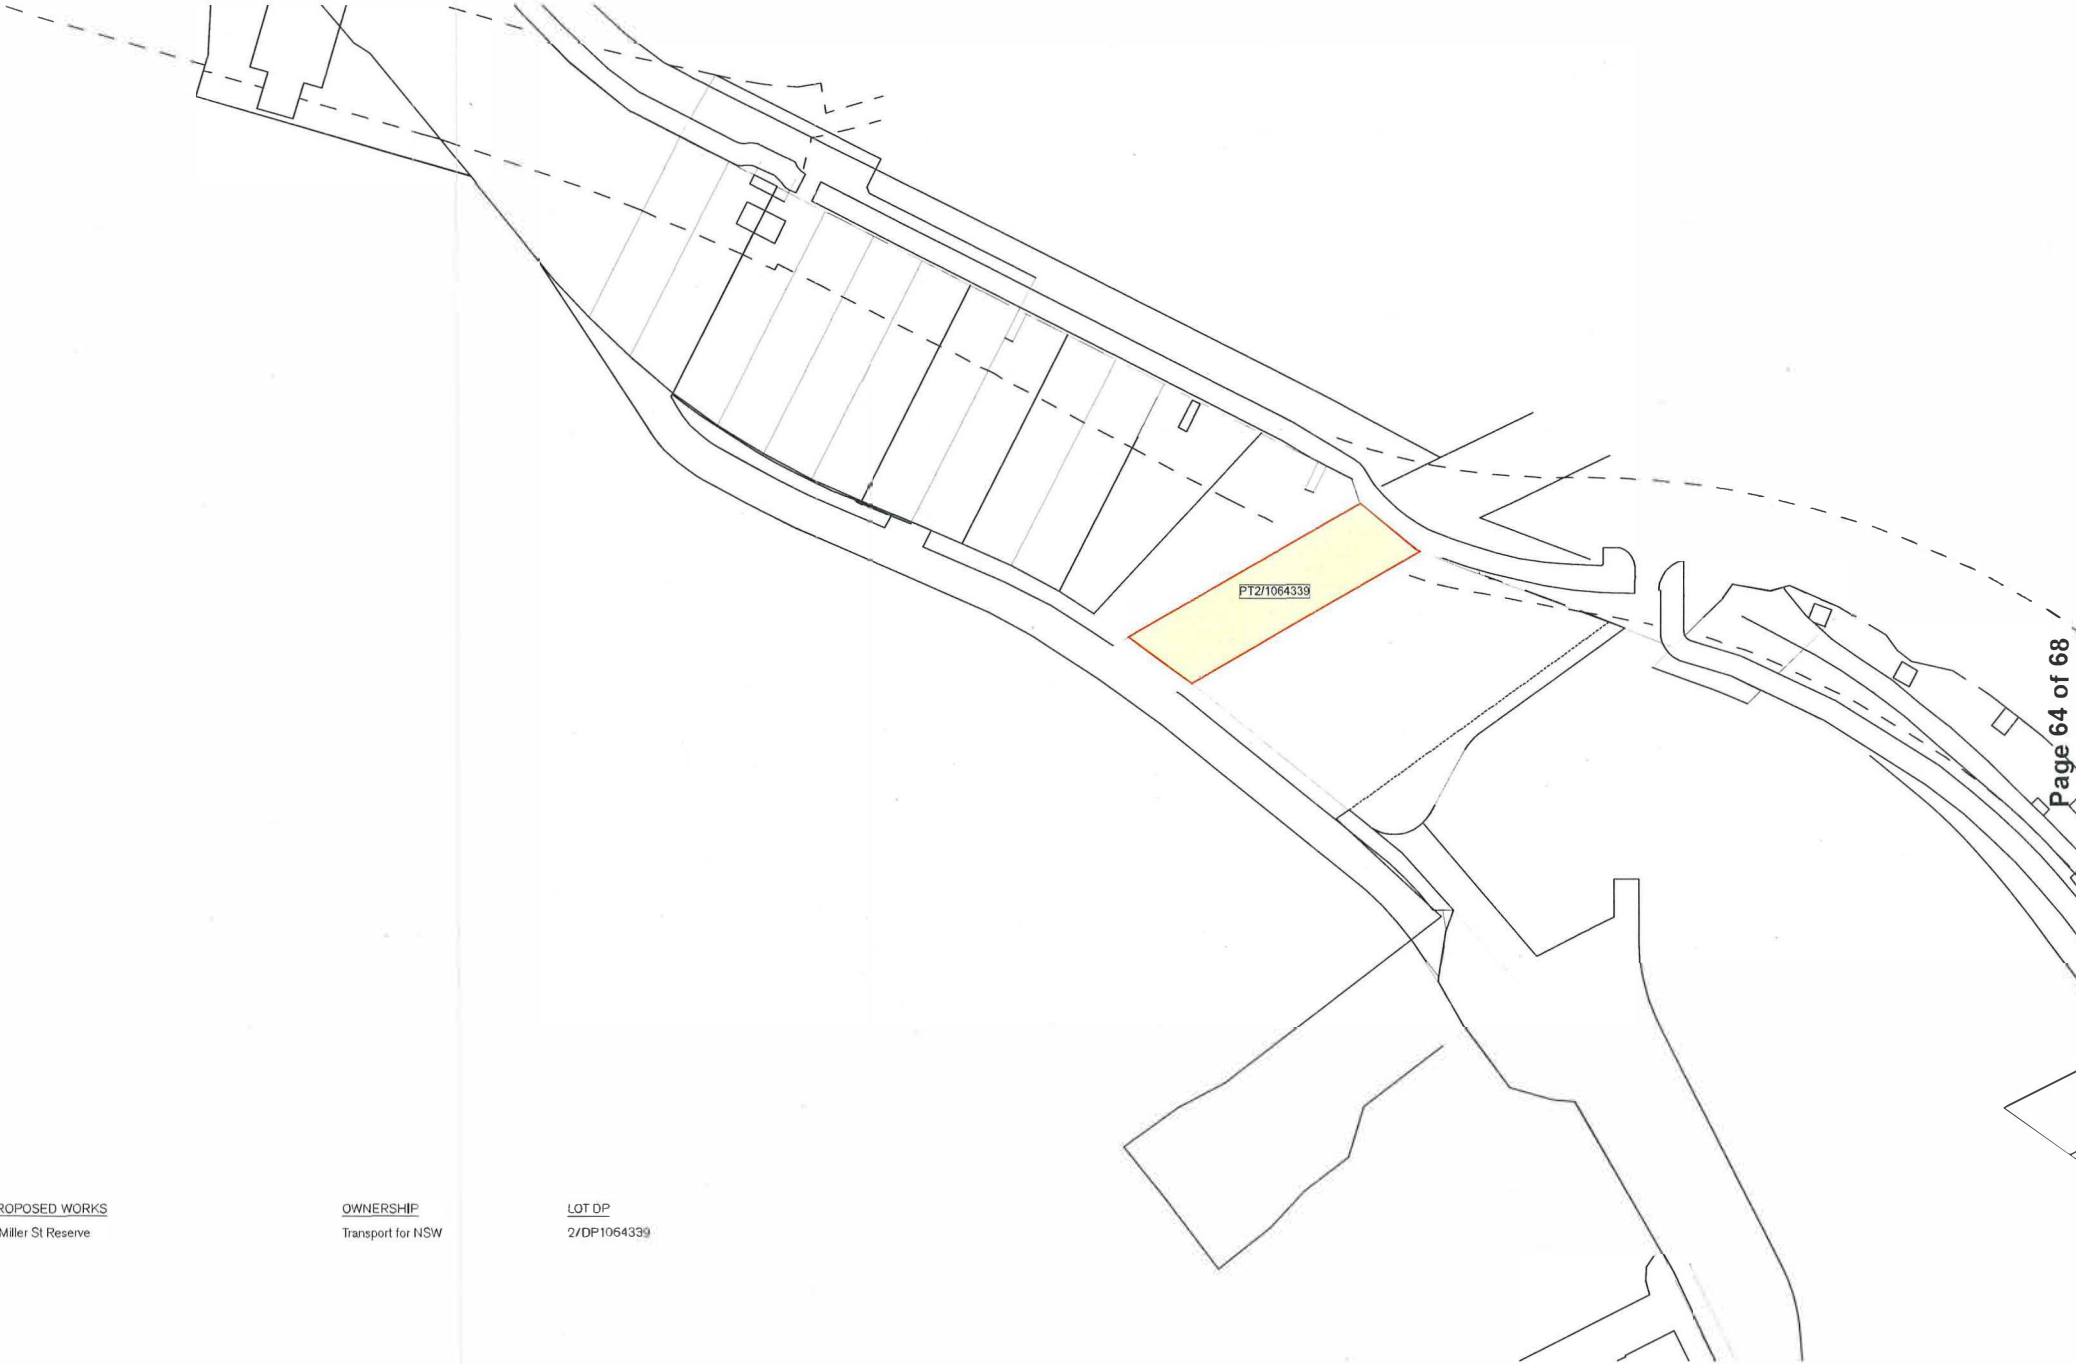 PT2/1064339
Page 64 of 68
ROPOSED WORKS
Miller St Reserve
OWNERSHIP
Transport for NSW
LOT DP
2/DP1064339